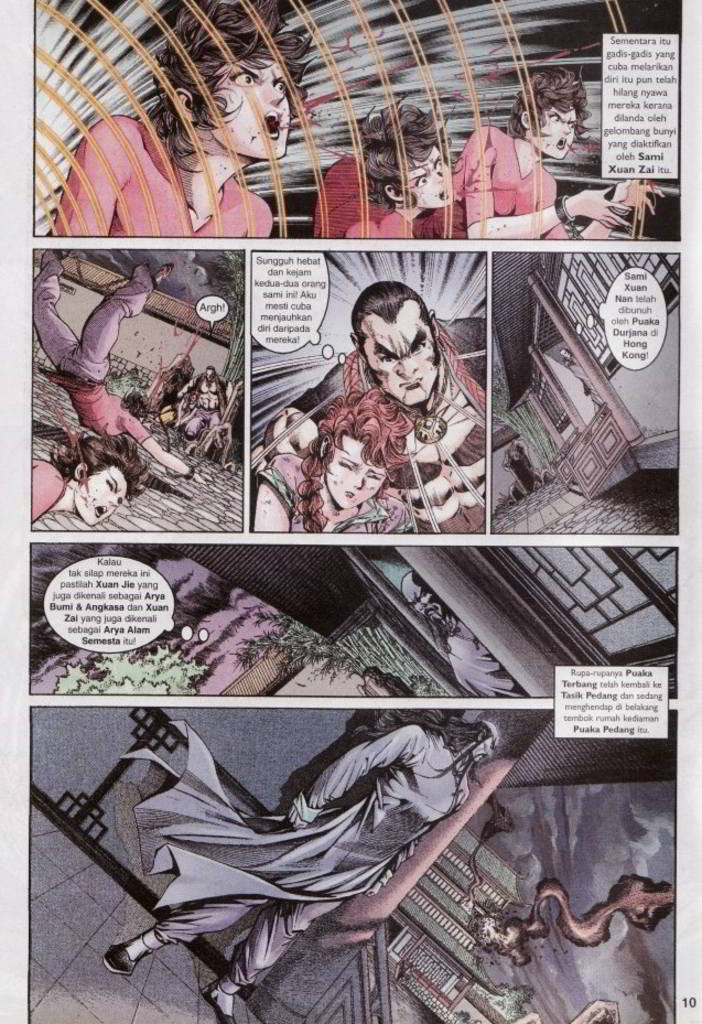 Sementara itu
gadis-gadis yang
cuba melarikan
diri itu pun telah
hilang nyawa
mereka kerana
dilanda oleh
gelombang bunyi
yang diaktifkan
oleh Sami
Xuan Zai itu.
Argh!
Sungguh hebat
dan kejam
kedua-dua orang
sami ini! Aku
mesti cuba
menjauhkan
diri daripada
mereka!
Sami
Xuan
Nan telah
dibunuh
oleh Puaka
Durjana di
Hong
Kong!
Kalau
tak silap mereka ini
pastilah Xuan Jie yang
juga dikenali sebagai Arya
Bumi & Angkasa dan Xuan
Zai yang juga dikenali
sebagai Arya Alam
Semesta itu!
Rupa-rupanya Puaka
Terbang telah kembali ke
Tasik Pedang dan sedang
menghendap di belakang
tembok rumah kediaman
Puaka Pedang itu.
10